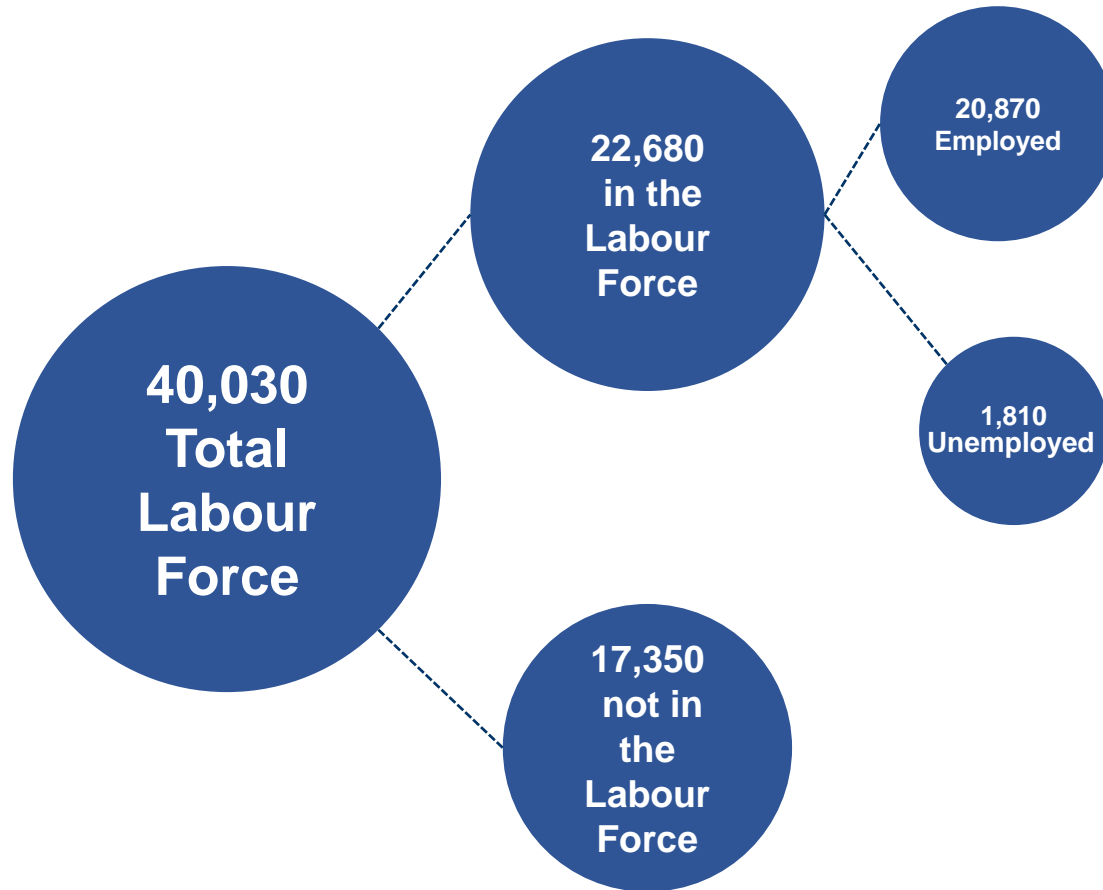 20,870
Employed
22,680
in the
Labour
Force
40,030
Total
Labour
Force
1,810
Unemployed
17,350
not in
the
Labour
Force